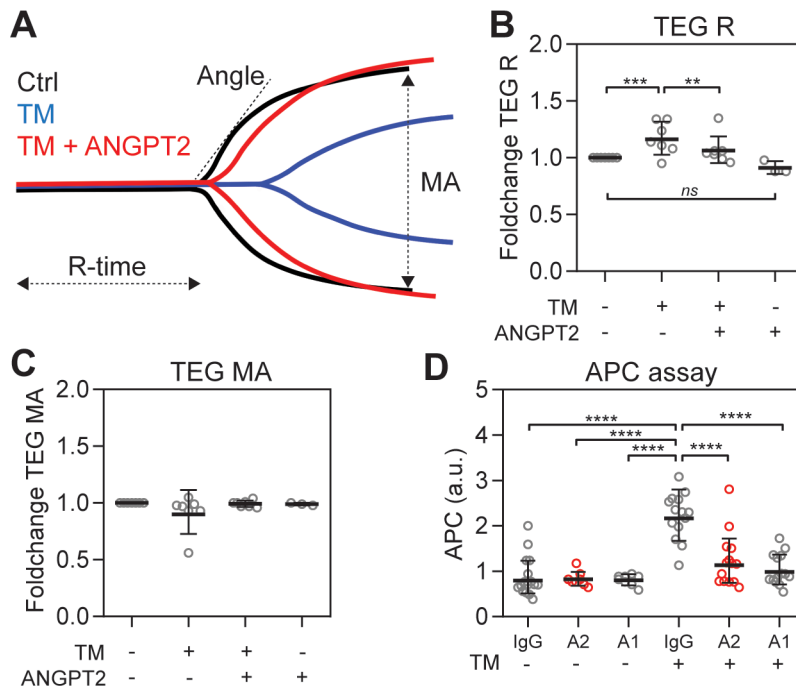 A
Ctrl
TM
TM + ANGPT2
Angle
MA
R-time
B
TEG R
Foldchange TEG R
2.0
1.5
1.0
0.5
0.0
*** **
ns
TM - + + -
ANGPT2 - - + +
C
TEG MA
Foldchange TEG MA
2.0
1.5
1.0
0.5
0.0
TM - + + -
ANGPT2 - - + +
D
APC assay
APC (a.u.)
5
4
3
2
1
0
**** ****
****
**** ****
IgG A2 A1 IgG A2 A1
TM - - - + + +